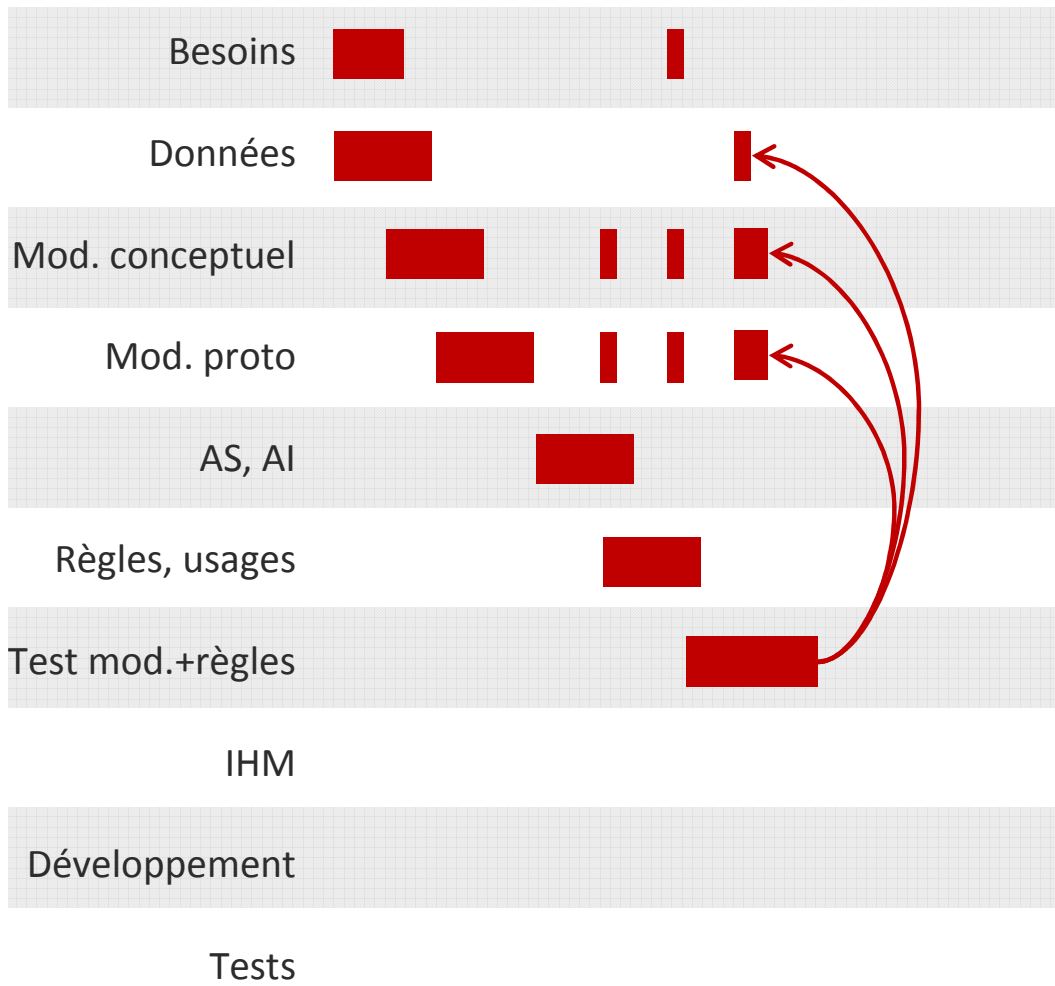 Besoins
Données
Mod. conceptuel
Mod. proto
AS, AI
Règles, usages
Test mod.+règles
IHM
Développement
Tests